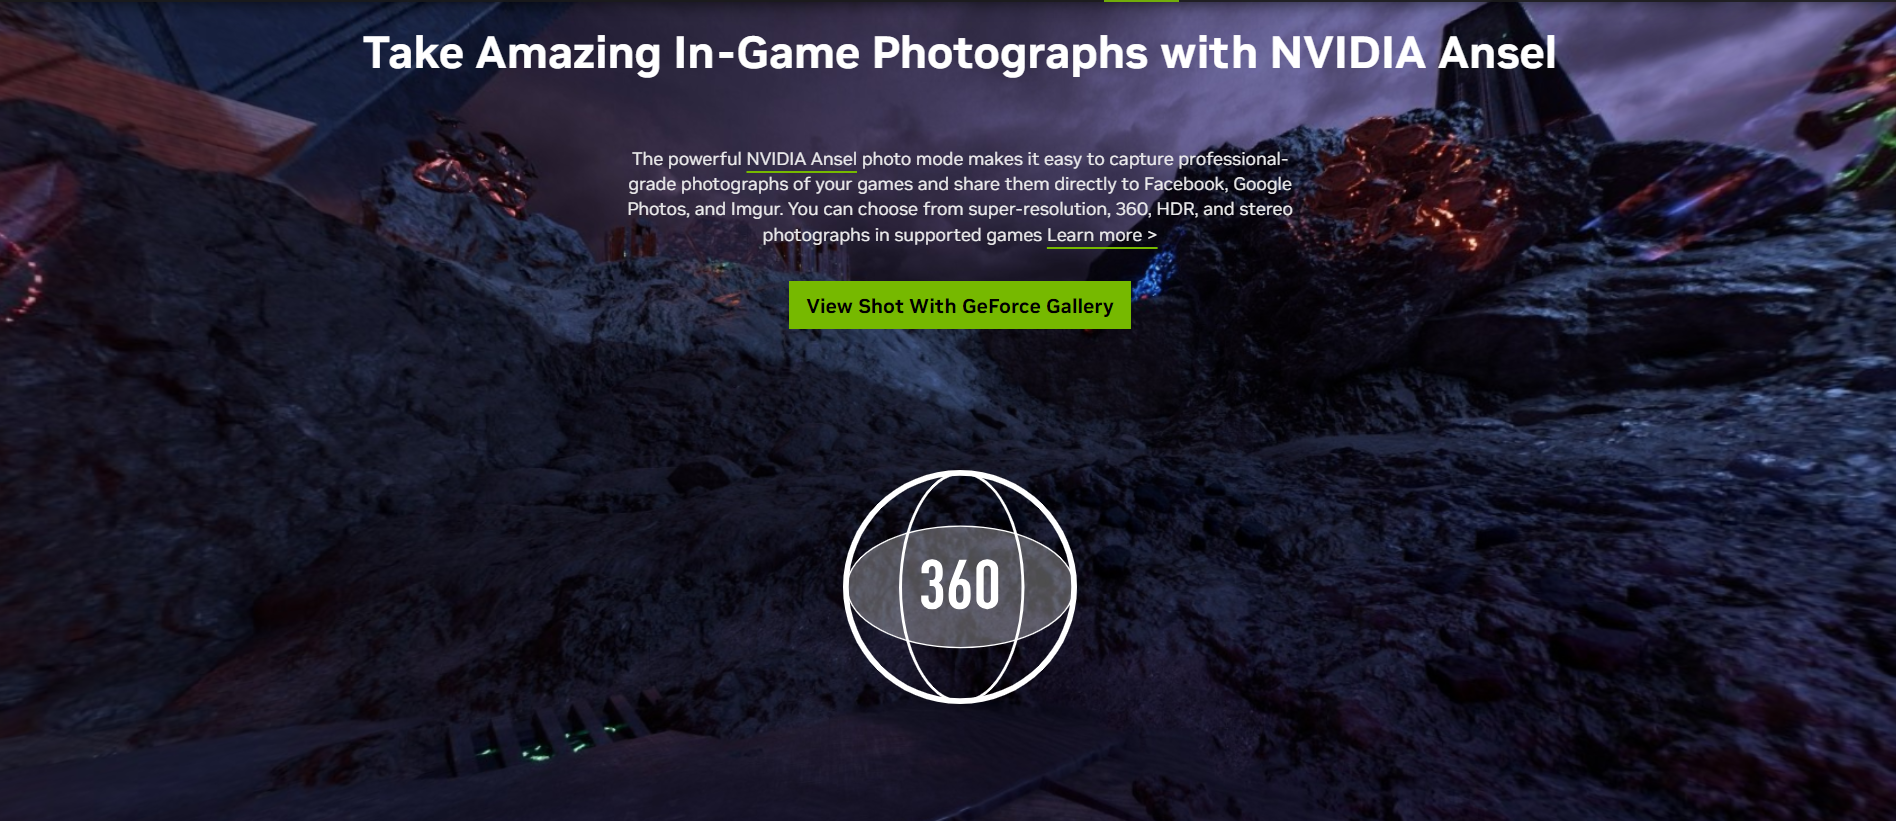 Take Amazing In-Game Photographs with NVIDIA Ansel
The powerful NVIDIA Ansel photo mode makes it easy to capture professional-
grade photographs of your games and share them directly to Facebook, Google
Photos, and Imgur. You can choose from super-resolution, 360, HDR, and stereo
photographs in supported games Learn more >
View Shot With GeForce Gallery
360